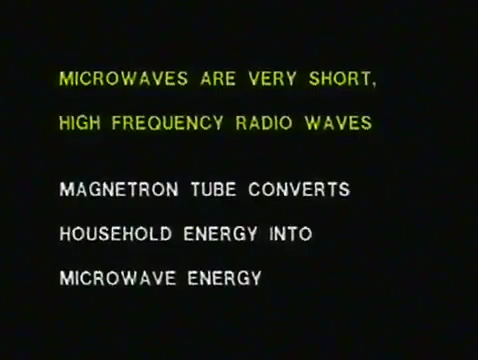 MICROWAVES ARE VERY SHORT,
HIGH FREQUENCY RADIO WAVES
MAGNETRON TUBE CONVERTS
HOUSEHOLD ENERGY INTO
MICROWAVE ENERGY